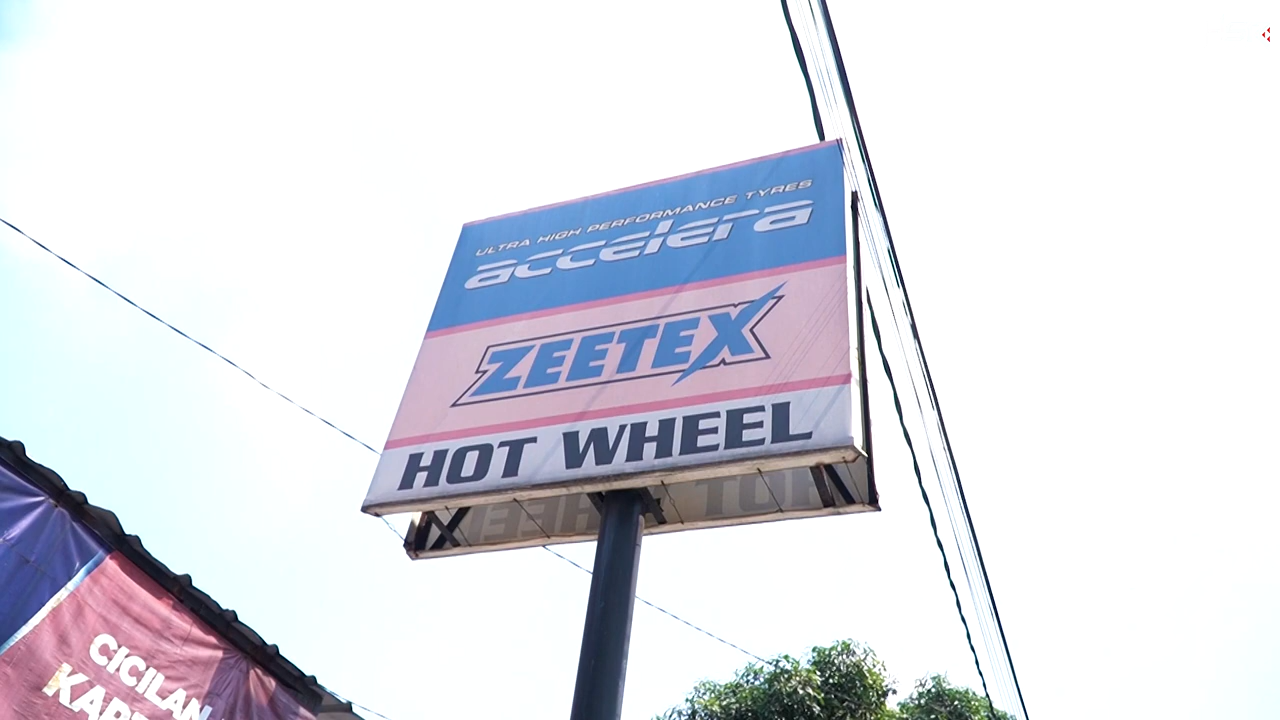 ULTRA HIGH PERFORMANCE TYRES
accelera
ZEETEX
HOT WHEEL
CICILAN